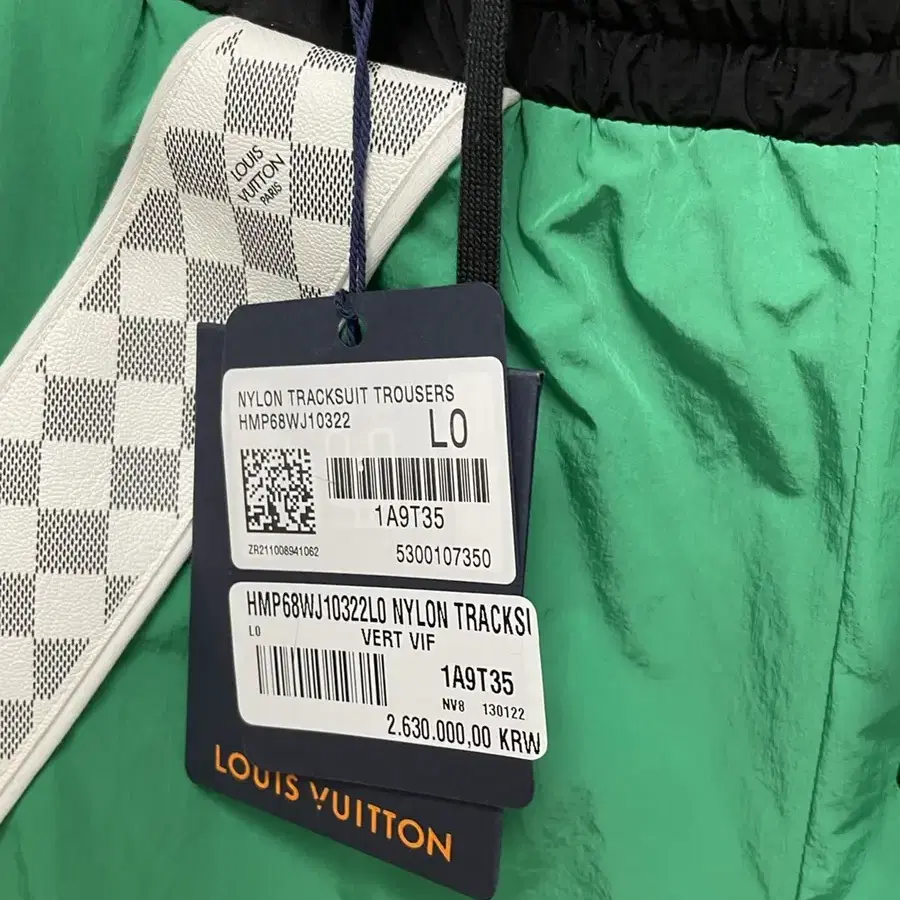 LOUIS
VUITTON
PARIS
NYLON TRACKSUIT TROUSERS
HMP68WJ10322
L0
1A9T35
ZR211008941062
5300107350
HMP68WJ10322L0 NYLON TRACKSU
L0
VERT VIF
1A9T35
NV8 130122
2.630.000,00 KRW
LOUIS VUITTON